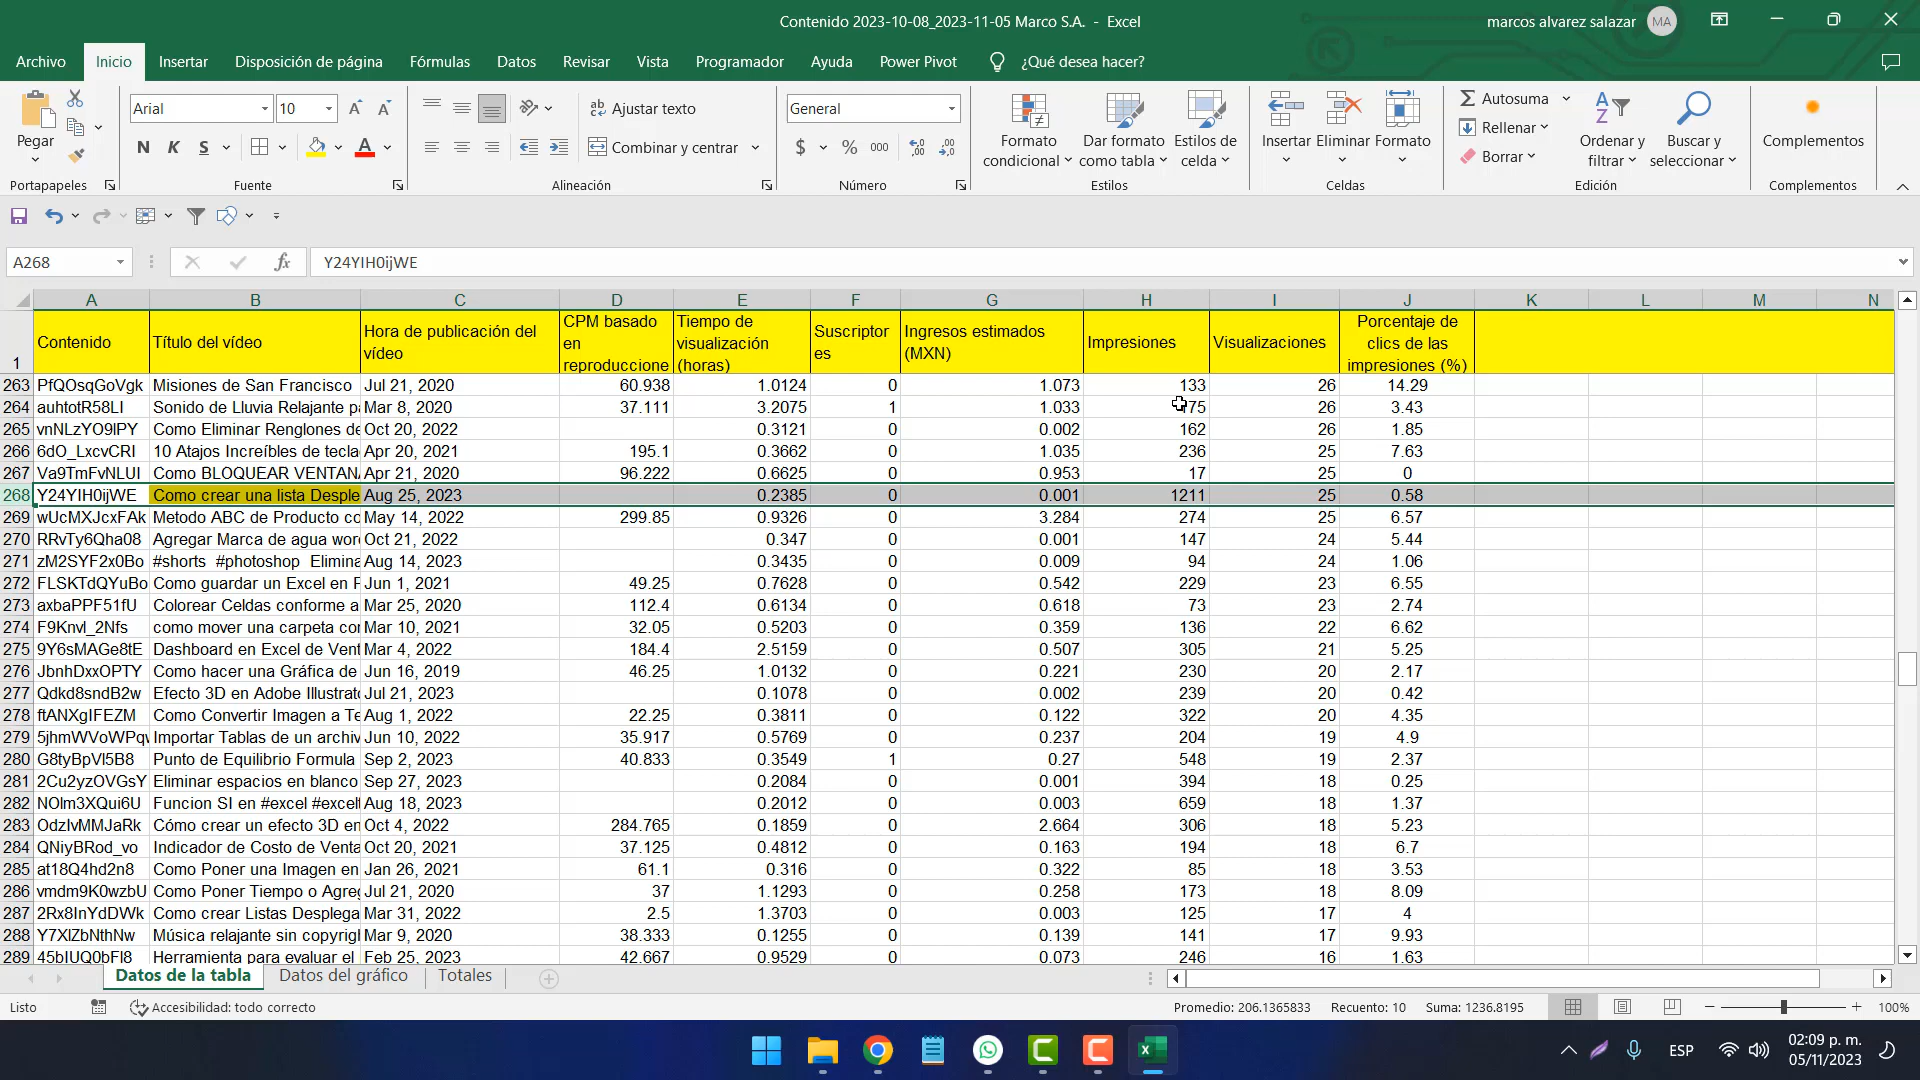 Contenido 2023-10-08_2023-11-05 Marco S.A. - Excel
marcos alvarez salazar MA
Archivo Inicio Insertar Disposición de página Fórmulas Datos Revisar Vista Programador Ayuda Power Pivot ¿Qué desea hacer?
Pegar Arial 10 Ajustar texto General Formato condicional Dar formato como tabla Estilos de celda Insertar Eliminar Formato Autosuma Rellenar Borrar Ordenar y filtrar Buscar y seleccionar Complementos
N K S Combinar y centrar $ % 000
Portapapeles Fuente Alineación Número Estilos Celdas Edición Complementos
A268 fx Y24YIH0ijWE
A B C D E F G H I J K L M N
1 Contenido Título del vídeo Hora de publicación del vídeo CPM basado en reproduccione Tiempo de visualización (horas) Suscriptores Ingresos estimados (MXN) Impresiones Visualizaciones Porcentaje de clics de las impresiones (%)
263 PfQOsqGoVgk Misiones de San Francisco Jul 21, 2020 60.938 1.0124 0 1.073 133 26 14.29
264 auhtotR58LI Sonido de Lluvia Relajante pa Mar 8, 2020 37.111 3.2075 1 1.033 75 26 3.43
265 vnNLzYO9lPY Como Eliminar Renglones de Oct 20, 2022 0.3121 0 0.002 162 26 1.85
266 6dO_LxcvCRI 10 Atajos Increíbles de tecla Apr 20, 2021 195.1 0.3662 0 1.035 236 25 7.63
267 Va9TmFvNLUI Como BLOQUEAR VENTAN Apr 21, 2020 96.222 0.6625 0 0.953 17 25 0
268 Y24YIH0ijWE Como crear una lista Desple Aug 25, 2023 0.2385 0 0.001 1211 25 0.58
269 wUcMXJcxFAk Metodo ABC de Producto co May 14, 2022 299.85 0.9326 0 3.284 274 25 6.57
270 RRvTy6Qha08 Agregar Marca de agua wor Oct 21, 2022 0.347 0 0.001 147 24 5.44
271 zM2SYF2x0Bo #shorts #photoshop Elimina Aug 14, 2023 0.3435 0 0.009 94 24 1.06
272 FLSKTdQYuBo Como guardar un Excel en P Jun 1, 2021 49.25 0.7628 0 0.542 229 23 6.55
273 axbaPPF51fU Colorear Celdas conforme a Mar 25, 2020 112.4 0.6134 0 0.618 73 23 2.74
274 F9Knvl_2Nfs como mover una carpeta co Mar 10, 2021 32.05 0.5203 0 0.359 136 22 6.62
275 9Y6sMAGe8tE Dashboard en Excel de Vent Mar 4, 2022 184.4 2.5159 0 0.507 305 21 5.25
276 JbnhDxxOPTY Como hacer una Gráfica de Jun 16, 2019 46.25 1.0132 0 0.221 230 20 2.17
277 Qdkd8sndB2w Efecto 3D en Adobe Illustrat Jul 21, 2023 0.1078 0 0.002 239 20 0.42
278 ftANXgIFEZM Como Convertir Imagen a Te Aug 1, 2022 22.25 0.3811 0 0.122 322 20 4.35
279 5jhmWVoWPqv Importar Tablas de un archiv Jun 10, 2022 35.917 0.5769 0 0.237 204 19 4.9
280 G8tyBpVl5B8 Punto de Equilibrio Formula Sep 2, 2023 40.833 0.3549 1 0.27 548 19 2.37
281 2Cu2yzOVGsY Eliminar espacios en blanco Sep 27, 2023 0.2084 0 0.001 394 18 0.25
282 NOlm3XQui6U Funcion SI en #excel #excelt Aug 18, 2023 0.2012 0 0.003 659 18 1.37
283 OdzIvMMJaRk Cómo crear un efecto 3D en Oct 4, 2022 284.765 0.1859 0 2.664 306 18 5.23
284 QNiyBRod_vo Indicador de Costo de Venta Oct 20, 2021 37.125 0.4812 0 0.163 194 18 6.7
285 at18Q4hd2n8 Como Poner una Imagen en Jan 26, 2021 61.1 0.316 0 0.322 85 18 3.53
286 vmdm9K0wzbU Como Poner Tiempo o Agreg Jul 21, 2020 37 1.1293 0 0.258 173 18 8.09
287 2Rx8InYdDWk Como crear Listas Desplega Mar 31, 2022 2.5 1.3703 0 0.003 125 17 4
288 Y7XlZbNthNw Música relajante sin copyrigh Mar 9, 2020 38.333 0.1255 0 0.139 141 17 9.93
289 45bIUQ0bFl8 Herramienta para evaluar el Feb 25, 2023 42.667 0.9529 0 0.073 246 16 1.63
Datos de la tabla Datos del gráfico Totales
Listo Accesibilidad: todo correcto Promedio: 206.1365833 Recuento: 10 Suma: 1236.8195 100%
ESP 02:09 p. m.
05/11/2023